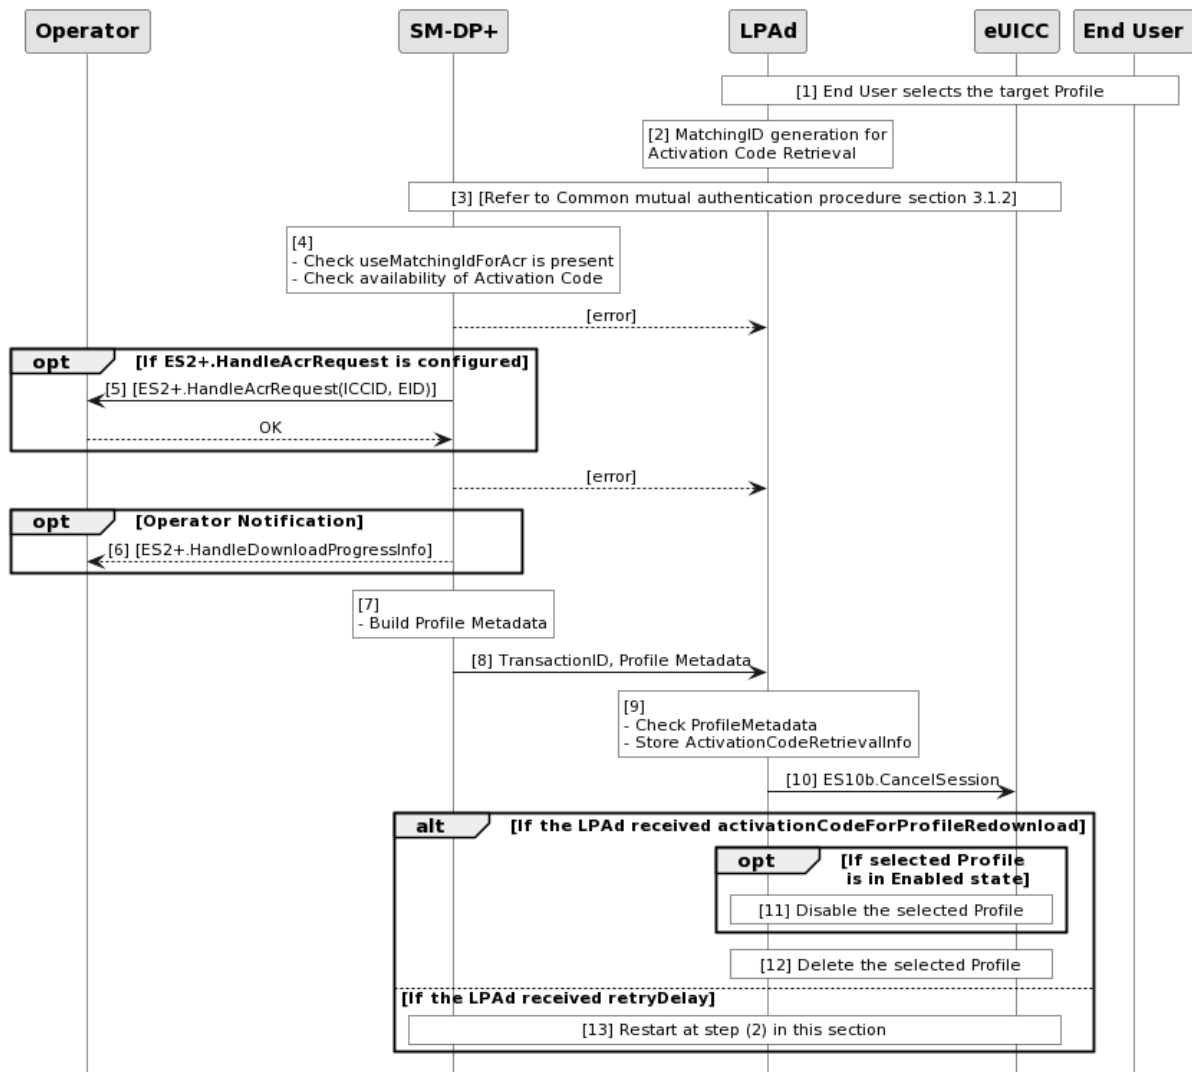 Operator
SM-DP+
LPAd
eUICC
End User
[1] End User selects the target Profile
[2] MatchingID generation for
Activation Code Retrieval
[3] [Refer to Common mutual authentication procedure section 3.1.2]
[4]
- Check useMatchingIdForAcr is present
- Check availability of Activation Code
[error]
opt
[If ES2+.HandleAcrRequest is configured]
[5] [ES2+.HandleAcrRequest(ICCID, EID)]
OK
[error]
opt
[Operator Notification]
[6] [ES2+.HandleDownloadProgressInfo]
[7]
- Build Profile Metadata
[8] TransactionID, Profile Metadata
[9]
- Check ProfileMetadata
- Store ActivationCodeRetrievalInfo
[10] ES10b.CancelSession
alt
[If the LPAd received activationCodeForProfileRedownload]
opt
[If selected Profile
is in Enabled state]
[11] Disable the selected Profile
[12] Delete the selected Profile
[If the LPAd received retryDelay]
[13] Restart at step (2) in this section